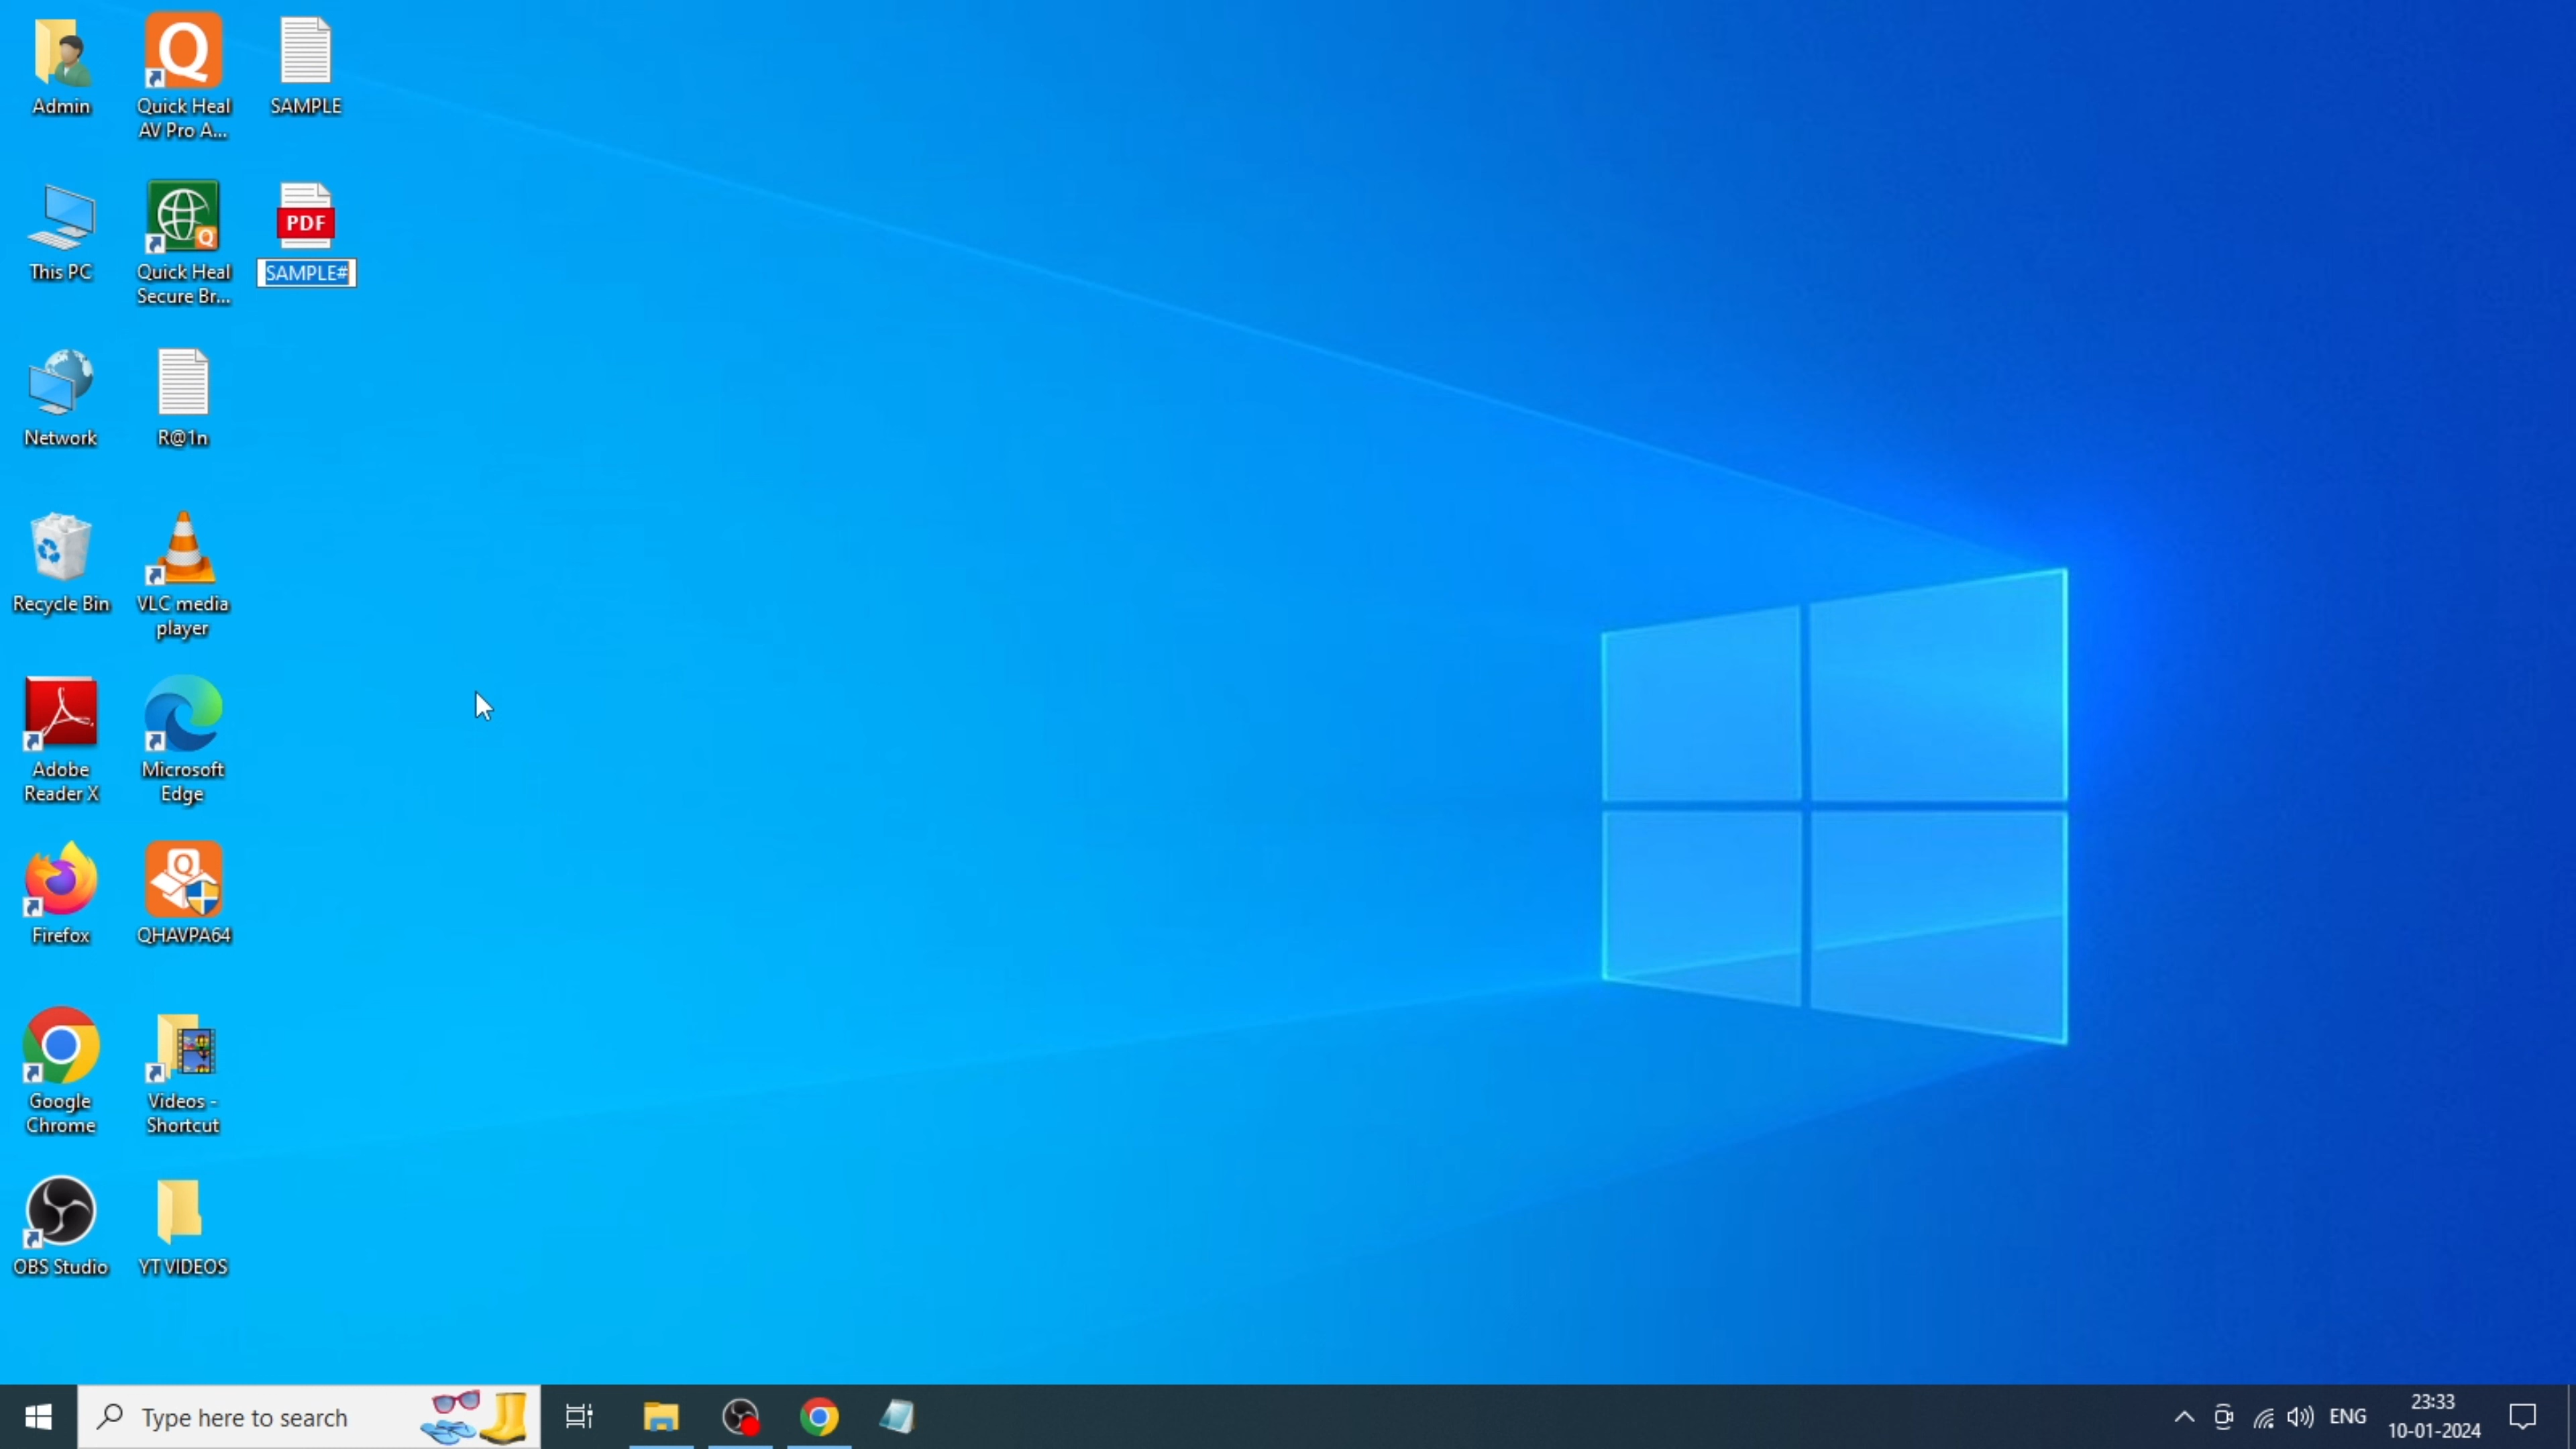 Admin
Quick Heal
AV Pro A...
SAMPLE
This PC
Quick Heal
Secure Br...
PDF
SAMPLE#
Network
R@1n
Recycle Bin
VLC media
player
Adobe
Reader X
Microsoft
Edge
Firefox
QHAVPA64
Google
Chrome
Videos -
Shortcut
OBS Studio
YT VIDEOS
Type here to search
ENG
23:33
10-01-2024